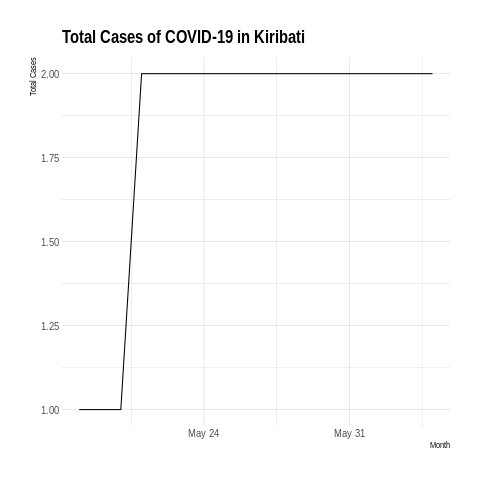 Total Cases of COVID-19 in Kiribati
Total Cases
2.00
1.75
1.50
1.25
1.00
May 24
May 31
Month